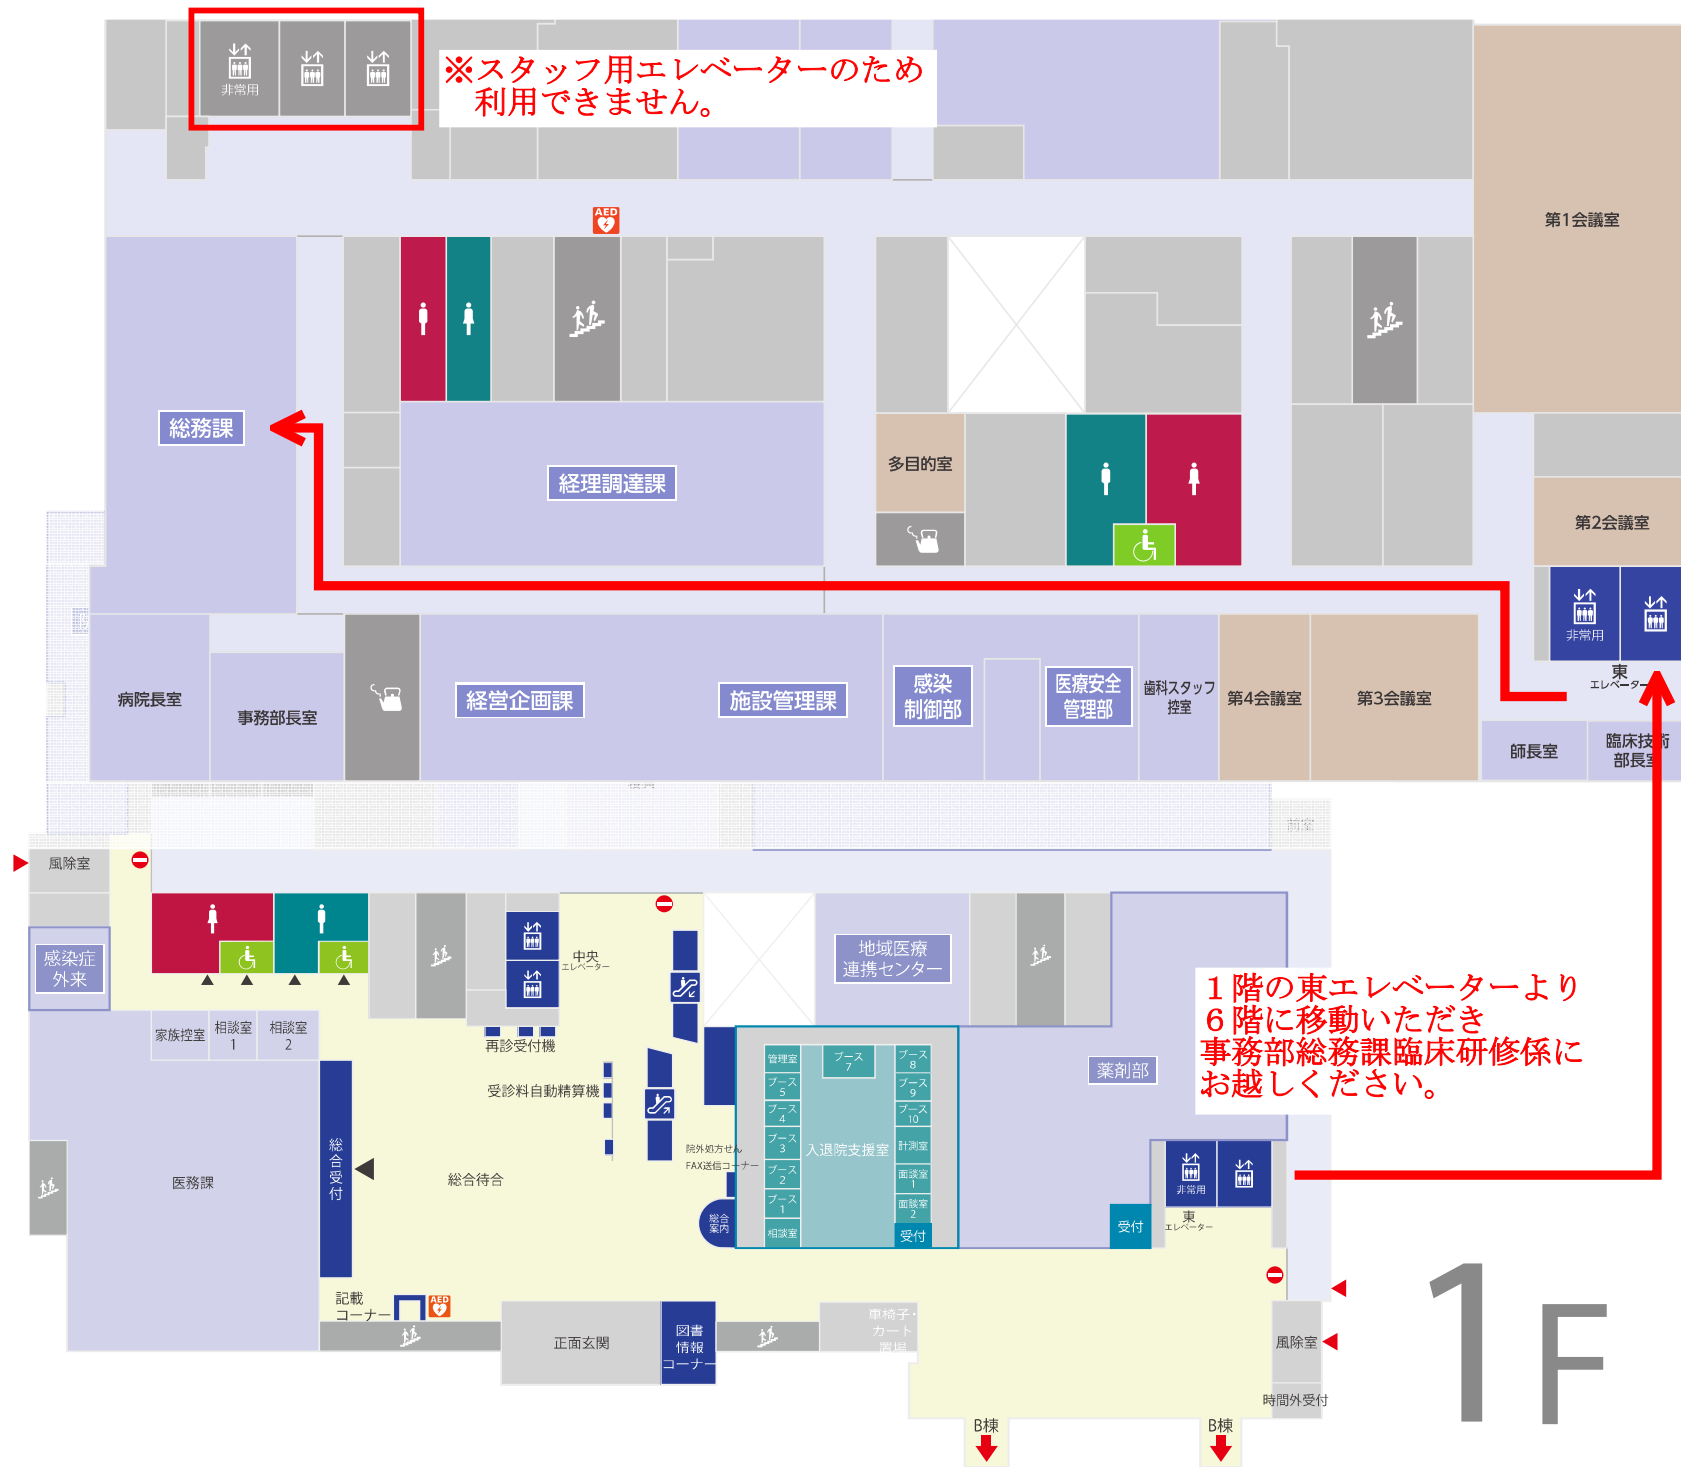 非常用
※スタッフ用エレベーターのため
利用できません。
AED
第1会議室
総務課
経理調達課
多目的室
第2会議室
非常用
東
エレベーター
病院長室
事務部長室
経営企画課
施設管理課
感染
制御部
医療安全
管理部
歯科スタッフ
控室
第4会議室
第3会議室
師長室
臨床技術
部長室
前室
風除室
感染症
外来
中央
エレベーター
地域医療
連携センター
１階の東エレベーターより
６階に移動いただき
事務部総務課臨床研修係に
お越しください。
家族控室
相談室
1
相談室
2
再診受付機
受診料自動精算機
管理室
ブース
7
ブース
8
ブース
5
ブース
9
ブース
4
ブース
10
ブース
3
計測室
ブース
2
面談室
1
ブース
1
面談室
2
相談室
受付
入退院支援室
薬剤部
院外処方せん
FAX送信コーナー
総合受付
医務課
総合待合
総合
案内
受付
非常用
東
エレベーター
記載
コーナー
AED
正面玄関
図書
情報
コーナー
車椅子・
カート
置場
風除室
時間外受付
B棟
B棟
1F